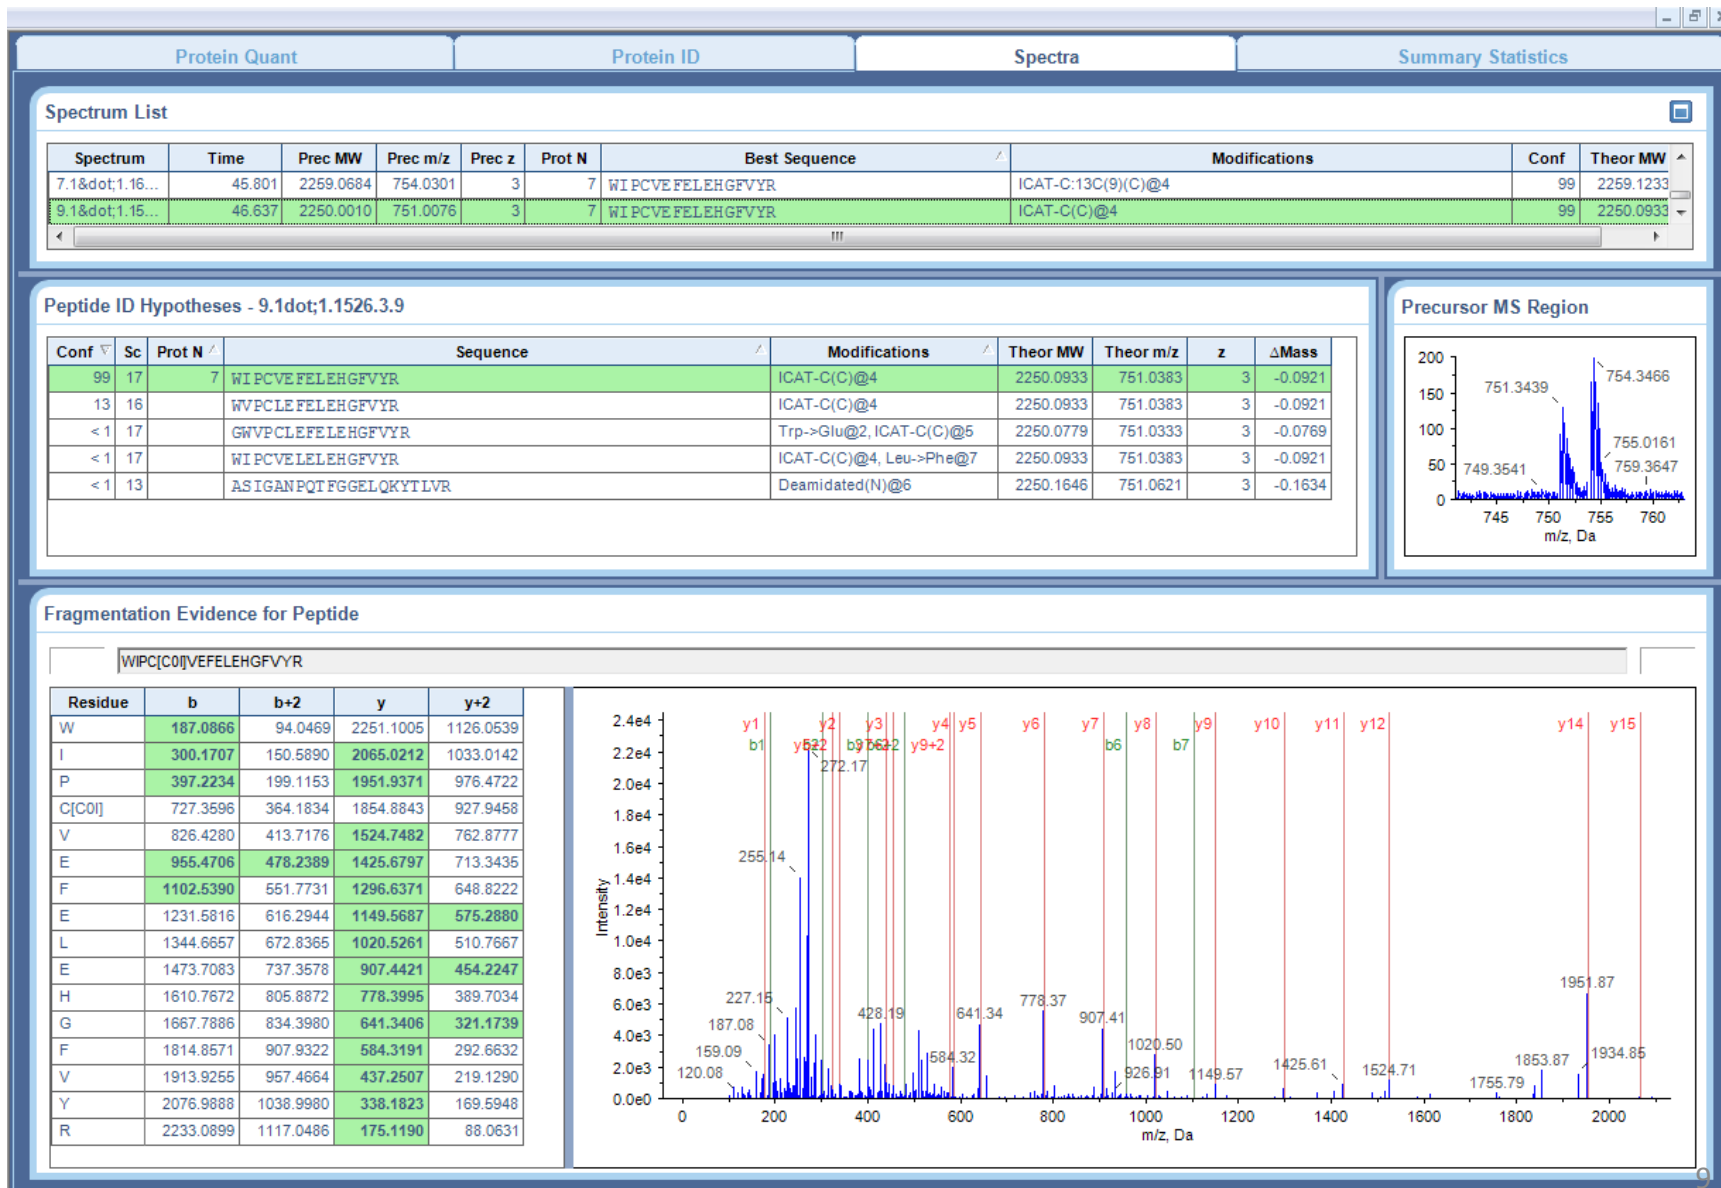 Protein Quant Protein ID Spectra Summary Statistics
Spectrum List
Spectrum Time Prec MW Prec m/z Prec z Prot N Best Sequence Modifications Conf Theor MW
7.1&dot;1.16... 45.801 2259.0684 754.0301 3 7 WIPCVEFELEHGFVYR ICAT-C:13C(9)(C)@4 99 2259.1233
9.1&dot;1.15... 46.637 2250.0010 751.0076 3 7 WIPCVEFELEHGFVYR ICAT-C(C)@4 99 2250.0933
Peptide ID Hypotheses - 9.1dot;1.1526.3.9
Conf Sc Prot N Sequence Modifications Theor MW Theor m/z z ΔMass
99 17 7 WIPCVEFELEHGFVYR ICAT-C(C)@4 2250.0933 751.0383 3 -0.0921
13 16 WVPCLEFELEHGFVYR ICAT-C(C)@4 2250.0933 751.0383 3 -0.0921
<1 17 GWVPCLEFELEHGFVYR Trp->Glu@2, ICAT-C(C)@5 2250.0779 751.0333 3 -0.0769
<1 17 WIPCVELELEHGFVYR ICAT-C(C)@4, Leu->Phe@7 2250.0933 751.0383 3 -0.0921
<1 13 ASIGANPQTFGGELQKYTLVR Deamidated(N)@6 2250.1646 751.0621 3 -0.1634
Precursor MS Region
200
150
100
50
0
751.3439
754.3466
755.0161
749.3541
759.3647
745 750 755 760
m/z, Da
Fragmentation Evidence for Peptide
WIPC[C0I]VEFELEHGFVYR
Residue b b+2 y y+2
W 187.0866 94.0469 2251.1005 1126.0539
I 300.1707 150.5890 2065.0212 1033.0142
P 397.2234 199.1153 1951.9371 976.4722
C[C0I] 727.3596 364.1834 1854.8843 927.9458
V 826.4280 413.7176 1524.7482 762.8777
E 955.4706 478.2389 1425.6797 713.3435
F 1102.5390 551.7731 1296.6371 648.8222
E 1231.5816 616.2944 1149.5687 575.2880
L 1344.6657 672.8365 1020.5261 510.7667
E 1473.7083 737.3578 907.4421 454.2247
H 1610.7672 805.8872 778.3995 389.7034
G 1667.7886 834.3980 641.3406 321.1739
F 1814.8571 907.9322 584.3191 292.6632
V 1913.9255 957.4664 437.2507 219.1290
Y 2076.9888 1038.9980 338.1823 169.5948
R 2233.0899 1117.0486 175.1190 88.0631
2.4e4
2.2e4
2.0e4
1.8e4
1.6e4
1.4e4
1.2e4
1.0e4
8.0e3
6.0e3
4.0e3
2.0e3
0.0e0
Intensity
y1 y2 y3 y4 y5 y6 y7 y8 y9 y10 y11 y12 y14 y15
b1 y9+2 b6 b7
272.17
255.14
227.15
187.08
159.09
120.08
428.19
584.32
641.34
778.37
907.41
926.91
1020.50
1149.57
1425.61
1524.71
1755.79
1853.87
1951.87
1934.85
0 200 400 600 800 1000 1200 1400 1600 1800 2000
m/z, Da
9